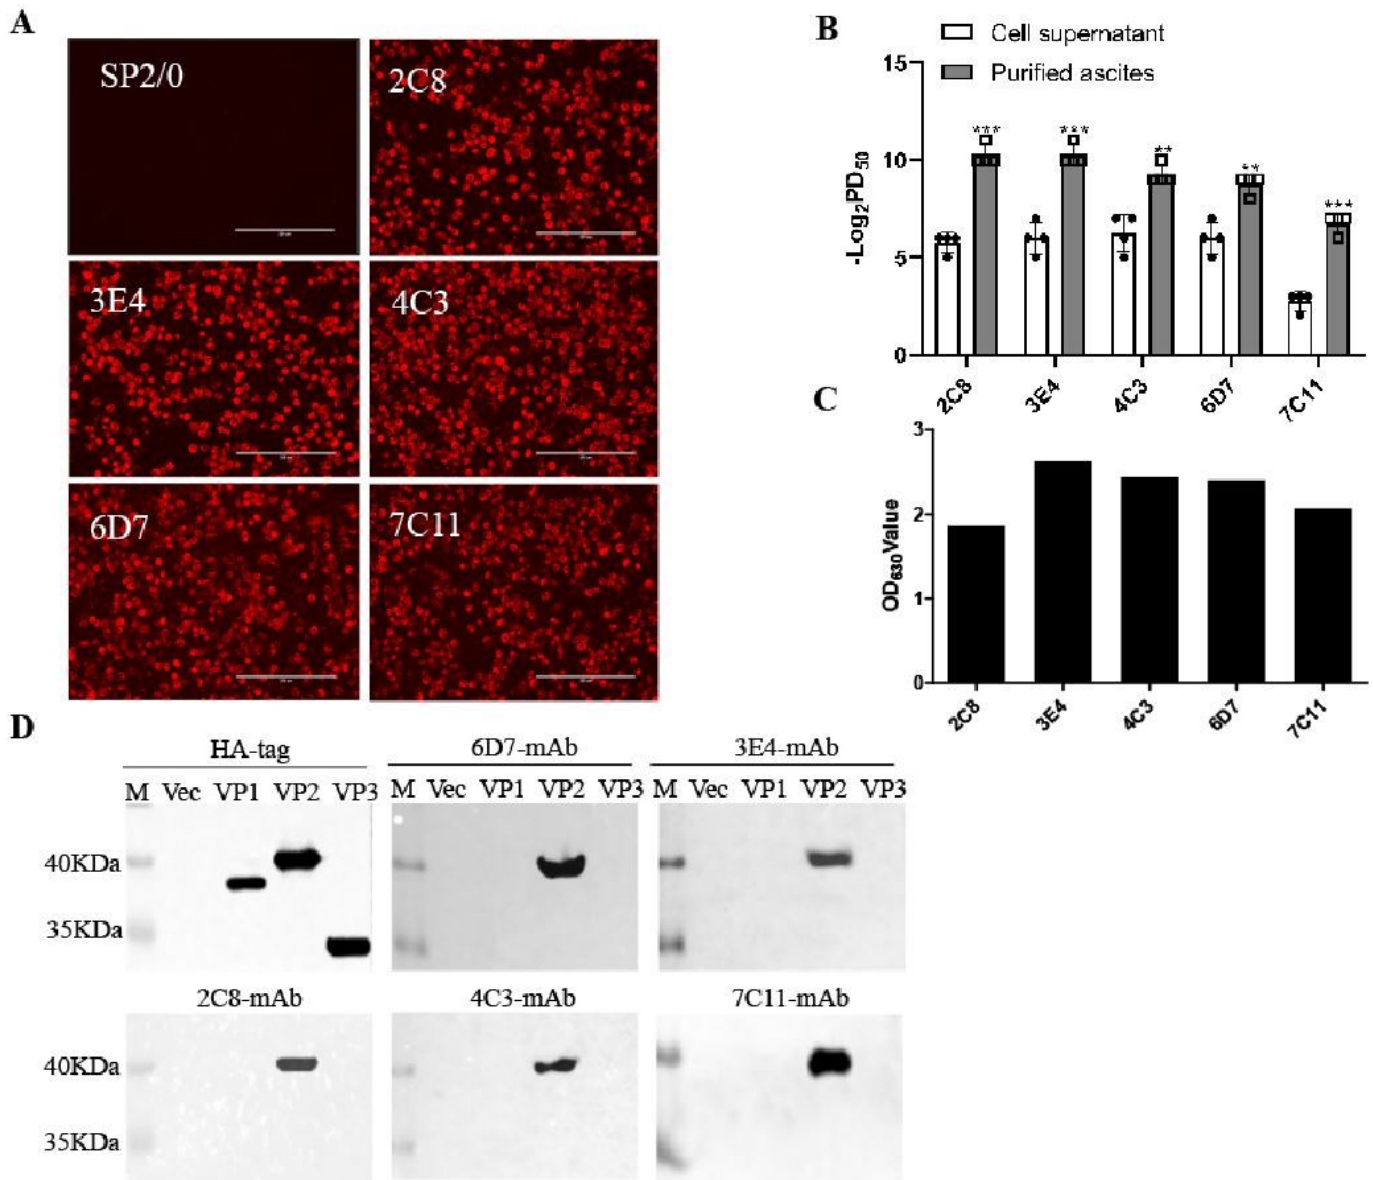 A
SP2/0
2C8
3E4
4C3
6D7
7C11
B
Cell supernatant
Purified ascites
-Log2PD50
15
10
5
0
***
***
**
**
***
2C8
3E4
4C3
6D7
7C11
C
OD630Value
3
2
1
0
2C8
3E4
4C3
6D7
7C11
D
HA-tag
6D7-mAb
3E4-mAb
M Vec VP1 VP2 VP3
M Vec VP1 VP2 VP3
M Vec VP1 VP2 VP3
40KDa
35KDa
2C8-mAb
4C3-mAb
7C11-mAb
40KDa
35KDa